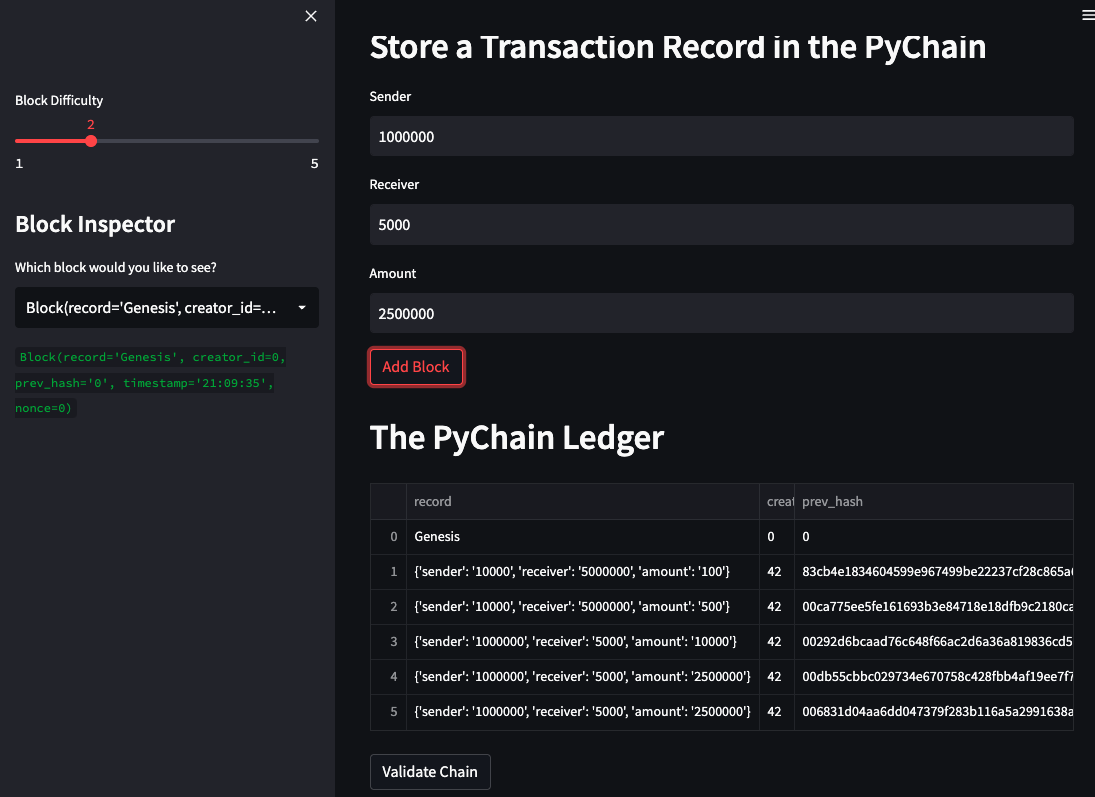 Block Difficulty
2
1 5
Block Inspector
Which block would you like to see?
Block(record='Genesis', creator_id=...
Block(record='Genesis', creator_id=0,
prev_hash='0', timestamp='21:09:35',
nonce=0)
Store a Transaction Record in the PyChain
Sender
1000000
Receiver
5000
Amount
2500000
Add Block
The PyChain Ledger
record creat prev_hash
0 Genesis 0 0
1 {'sender': '10000', 'receiver': '5000000', 'amount': '100'} 42 83cb4e1834604599e967499be22237cf28c865a
2 {'sender': '10000', 'receiver': '5000000', 'amount': '500'} 42 00ca775ee5fe161693b3e84718e18dfb9c2180ca
3 {'sender': '1000000', 'receiver': '5000', 'amount': '10000'} 42 00292d6bcaad76c648f66ac2d6a36a819836cd5
4 {'sender': '1000000', 'receiver': '5000', 'amount': '2500000'} 42 00db55cbbc029734e670758c428fbb4af19ee7f7
5 {'sender': '1000000', 'receiver': '5000', 'amount': '2500000'} 42 006831d04aa6dd047379f283b116a5a2991638a
Validate Chain